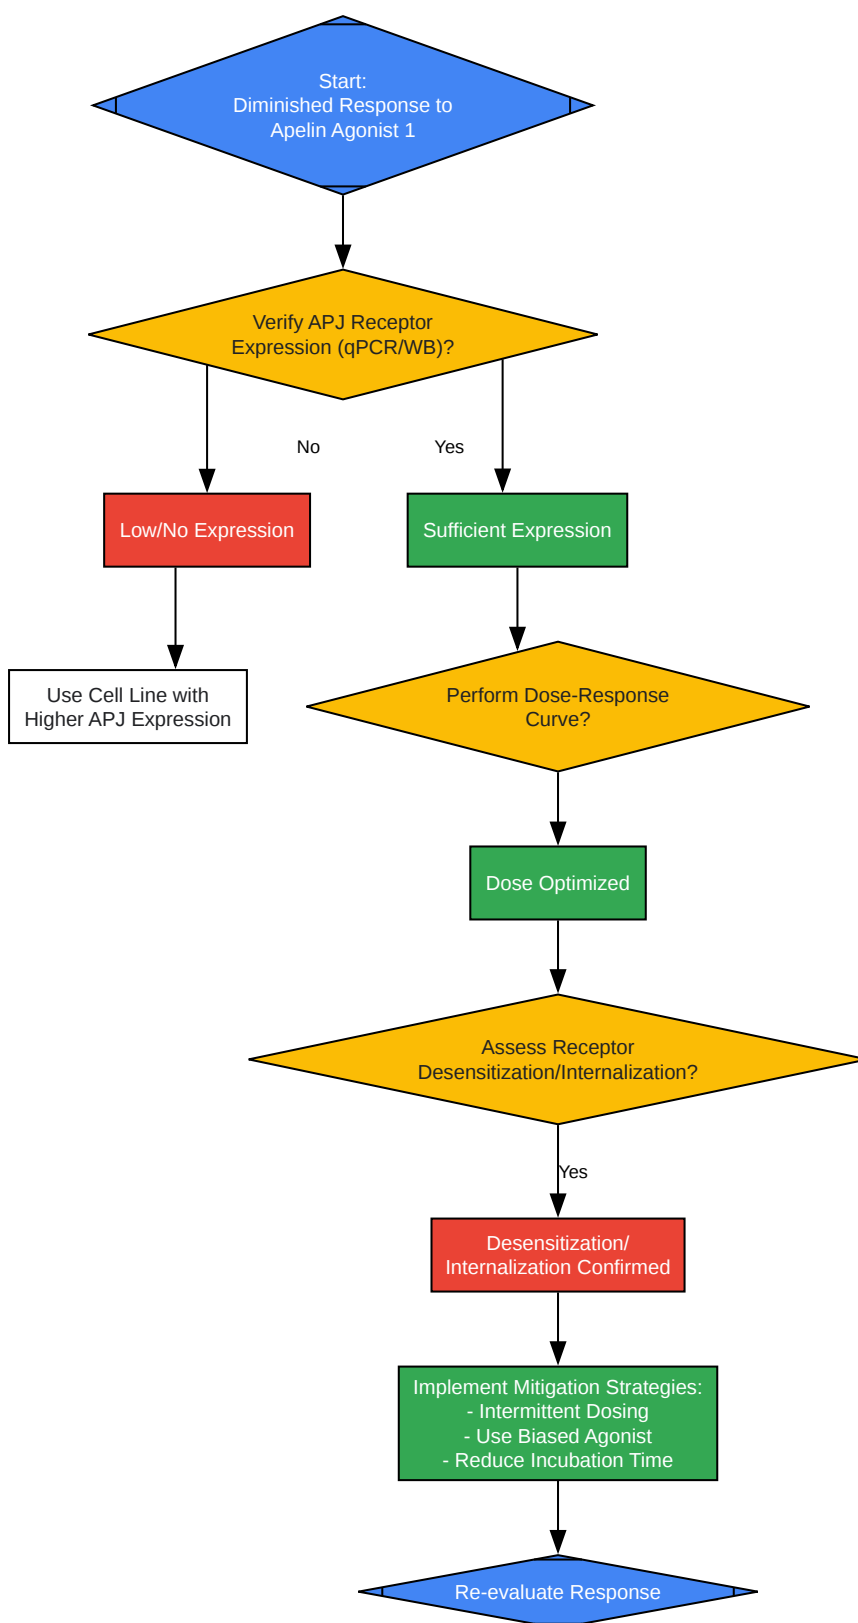 Start:
Diminished Response to
Apelin Agonist 1
Verify APJ Receptor
Expression (qPCR/WB)?
No
Yes
Low/No Expression
Sufficient Expression
Use Cell Line with
Higher APJ Expression
Perform Dose-Response
Curve?
Dose Optimized
Assess Receptor
Desensitization/Internalization?
Yes
Desensitization/
Internalization Confirmed
Implement Mitigation Strategies:
- Intermittent Dosing
- Use Biased Agonist
- Reduce Incubation Time
Re-evaluate Response